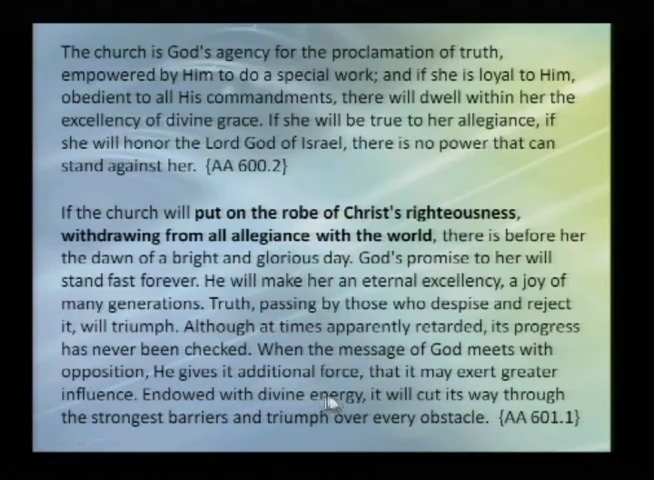 The church is God's agency for the proclamation of truth,
empowered by Him to do a special work; and if she is loyal to Him,
obedient to all His commandments, there will dwell within her the
excellency of divine grace. If she will be true to her allegiance, if
she will honor the Lord God of Israel, there is no power that can
stand against her. {AA 600.2}
If the church will put on the robe of Christ's righteousness,
withdrawing from all allegiance with the world, there is before her
the dawn of a bright and glorious day. God's promise to her will
stand fast forever. He will make her an eternal excellency, a joy of
many generations. Truth, passing by those who despise and reject
it, will triumph. Although at times apparently retarded, its progress
has never been checked. When the message of God meets with
opposition, He gives it additional force, that it may exert greater
influence. Endowed with divine energy, it will cut its way through
the strongest barriers and triumph over every obstacle. {AA 601.1}